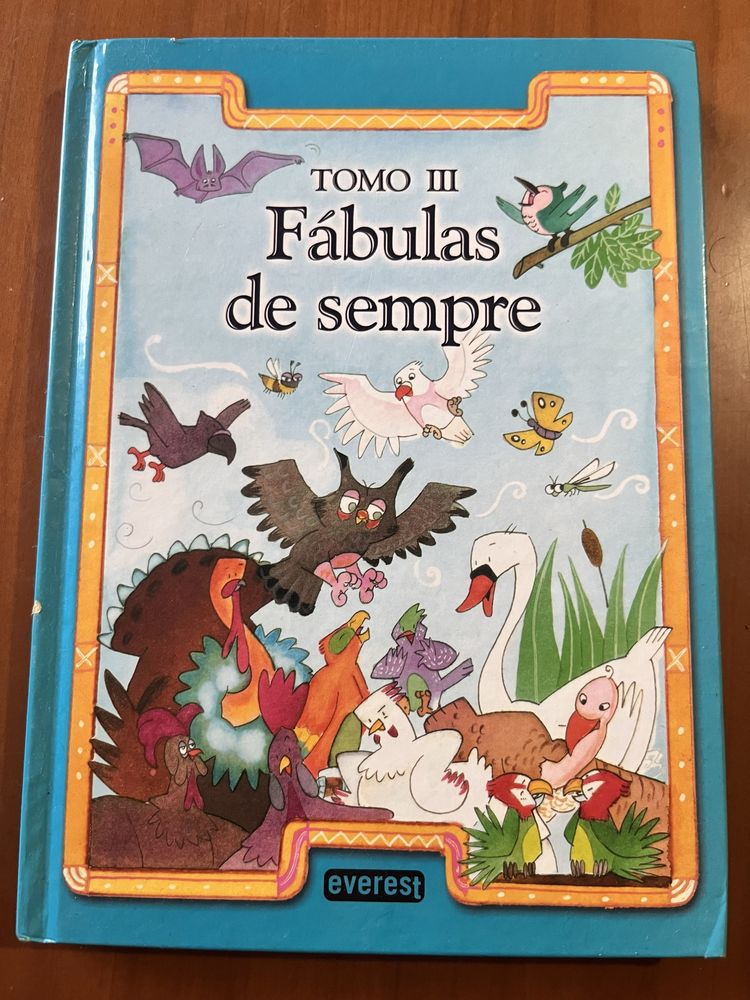 TOMO III
Fábulas
de sempre
everest